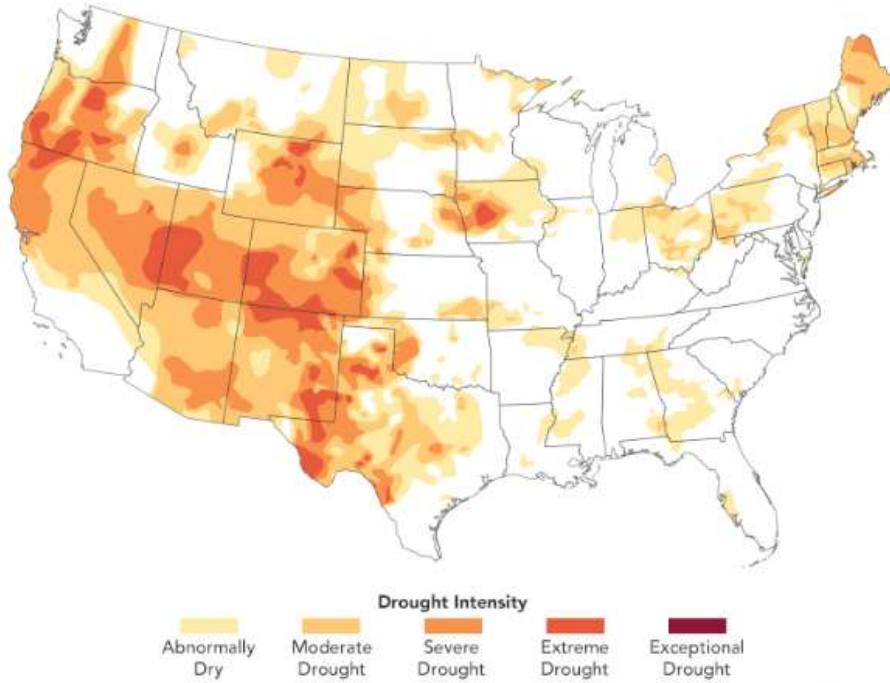 Drought Intensity
Abnormally Dry
Moderate Drought
Severe Drought
Extreme Drought
Exceptional Drought